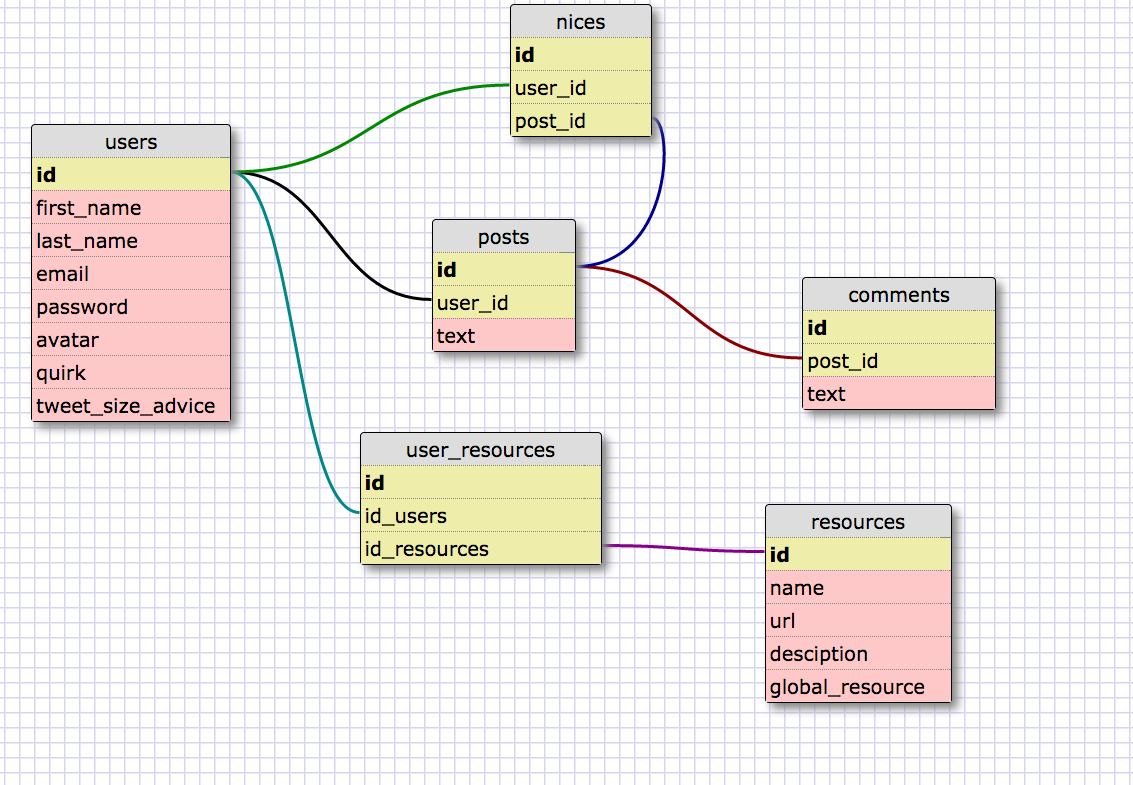 nices
id
user_id
post_id
users
id
first_name
last_name
email
password
avatar
quirk
tweet_size_advice
posts
id
user_id
text
comments
id
post_id
text
user_resources
id
id_users
id_resources
resources
id
name
url
desciption
global_resource